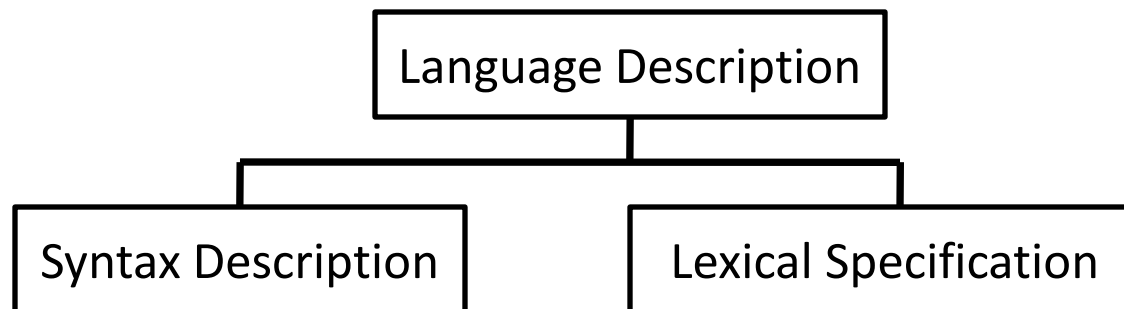 Language Description
Syntax Description
Lexical Specification